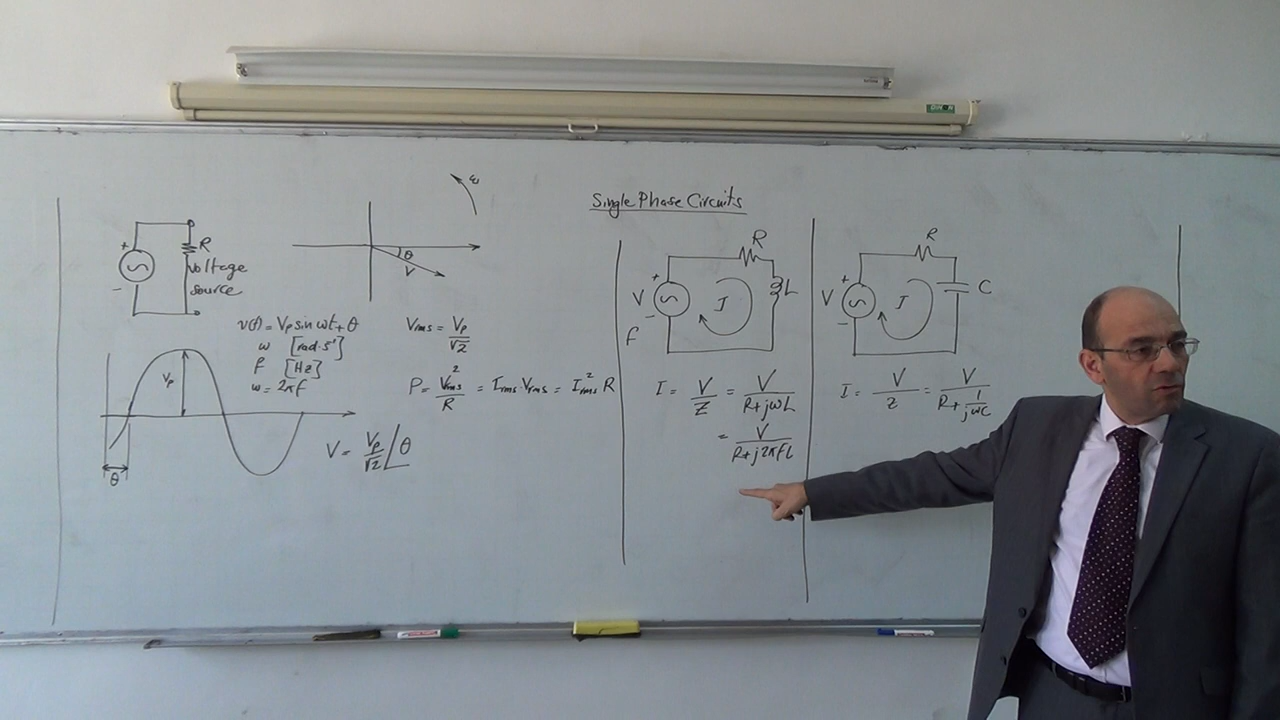 Single Phase Circuits
+
-
R
Voltage
source
ω
θ
V
v(t) = Vp sin ωt + θ
ω [rad·s⁻¹]
f [Hz]
ω = 2πf
Vp
θ
V = Vp/√2 ∠θ
Vrms = Vp/√2
P = Vrms²/R = Irms·Vrms = Irms² R
R
+
V
-
f
I
L
I = V/Z = V/(R+jωL)
= V/(R+j2πfL)
R
+
V
-
I
C
I = V/Z = V/(R+1/jωC)